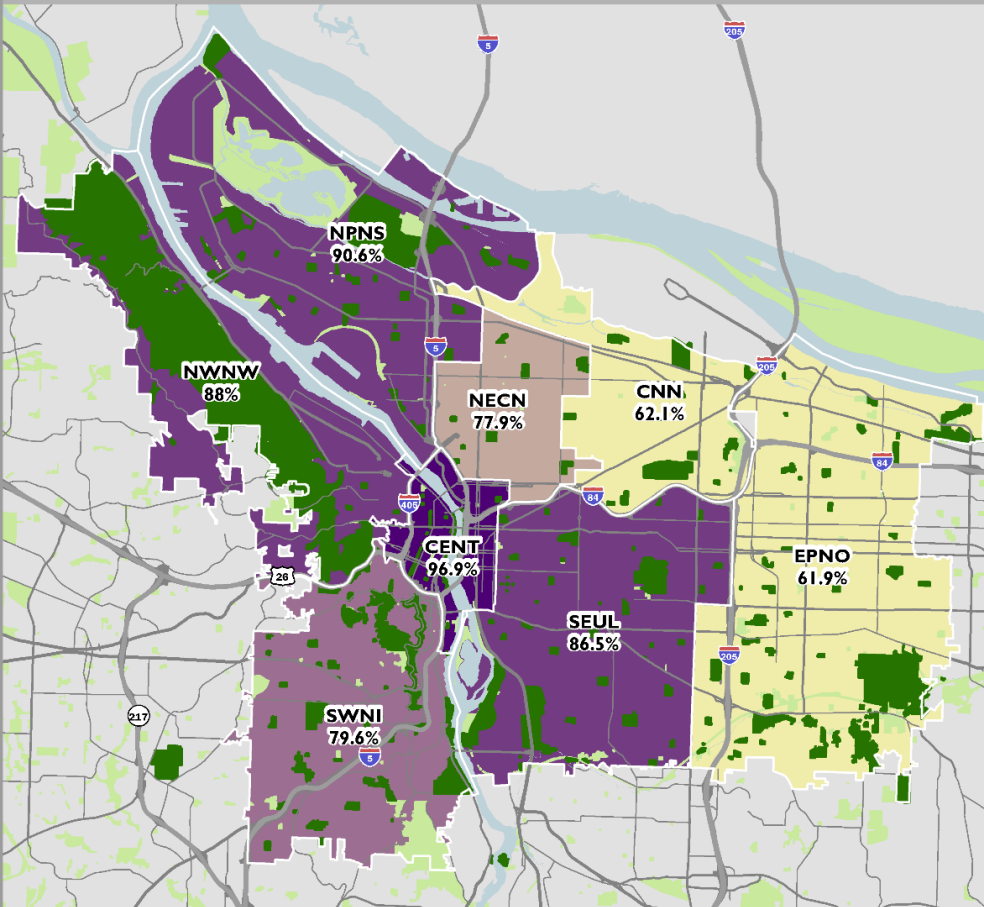 5
205
NPNS
90.6%
5
NWNW
88%
205
NECN
77.9%
CNN
62.1%
84
405
84
CENT
96.9%
EPNO
61.9%
26
SEUL
86.5%
205
SWNI
79.6%
217
5